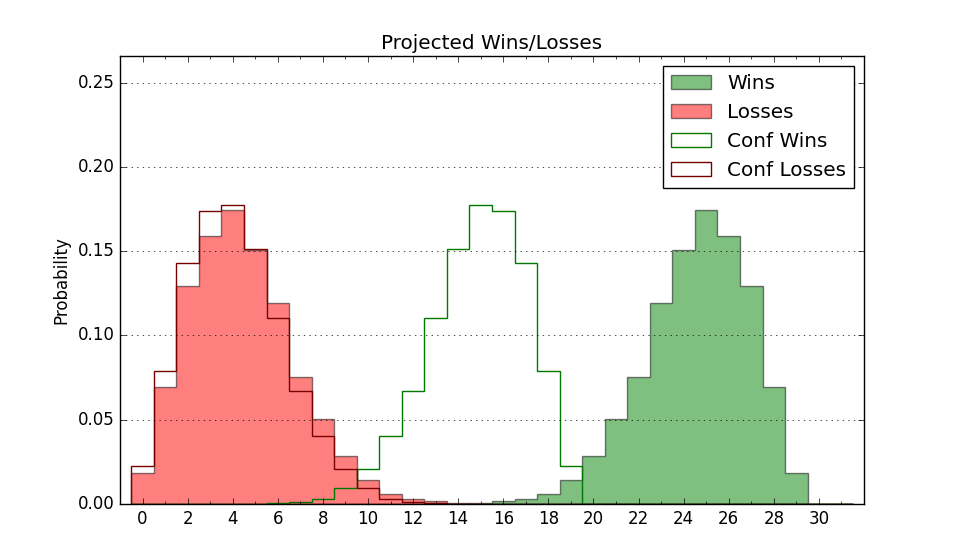 Projected Wins/Losses
Probability
0.25
0.20
0.15
0.10
0.05
0.00
0 2 4 6 8 10 12 14 16 18 20 22 24 26 28 30
Wins
Losses
Conf Wins
Conf Losses